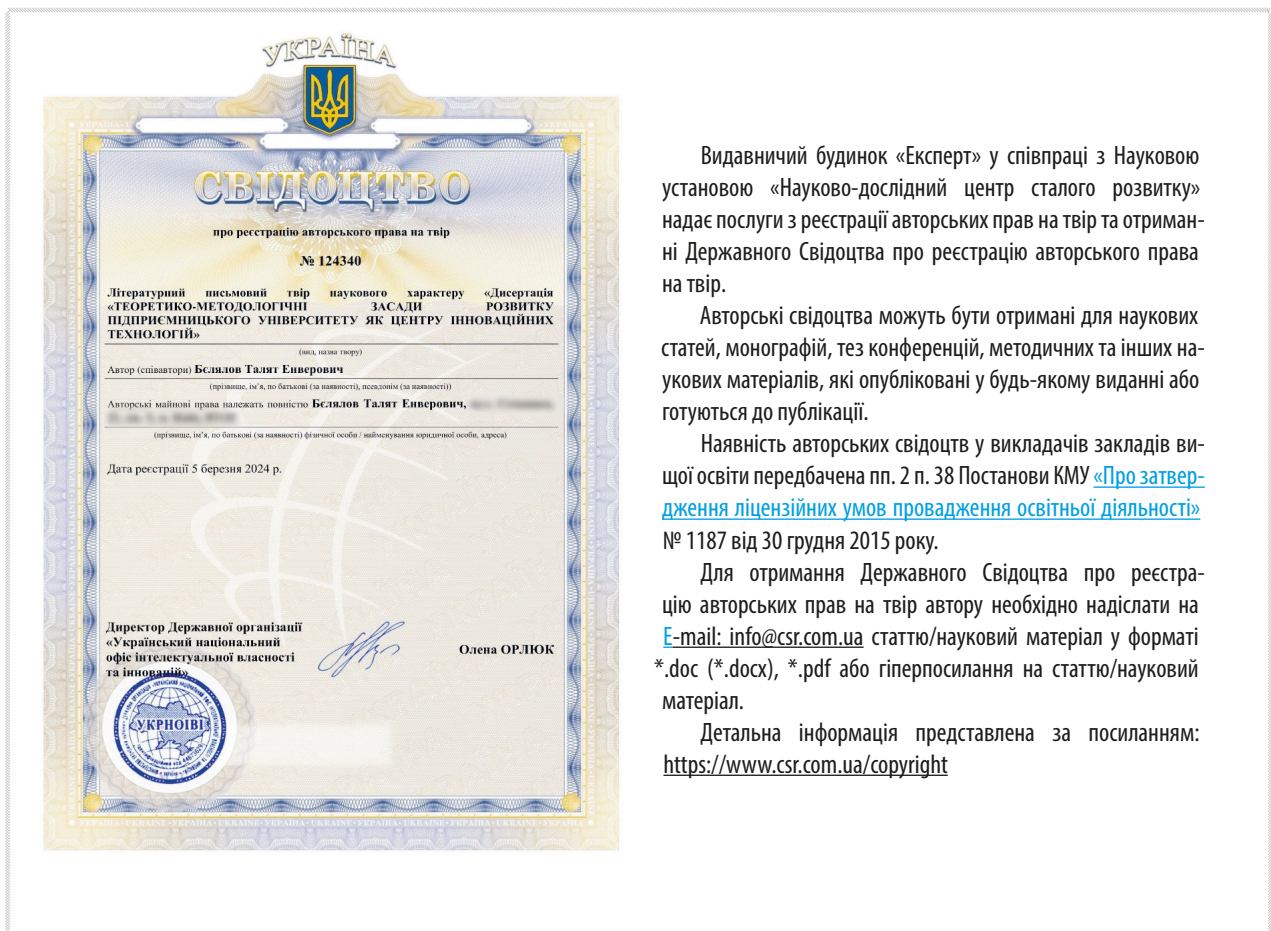 УКРАЇНА
СВІДОЦТВО
про реєстрацію авторського права на твір
№ 124340
Літературний письмовий твір наукового характеру «Дисертація
«ТЕОРЕТИКО-МЕТОДОЛОГІЧНІ ЗАСАДИ РОЗВИТКУ
ПІДПРИЄМНИЦЬКОГО УНІВЕРСИТЕТУ ЯК ЦЕНТРУ ІННОВАЦІЙНИХ
ТЕХНОЛОГІЙ»
(вид, назва твору)
Автор (співавтори) Бєлялов Талят Енверович
(прізвище, ім’я, по батькові (за наявності), псевдонім (за наявності))
Авторські майнові права належать повністю Бєлялов Талят Енверович,
(прізвище, ім’я, по батькові (за наявності) фізичної особи / найменування юридичної особи, адреса)
Дата реєстрації 5 березня 2024 р.
Директор Державної організації
«Український національний
офіс інтелектуальної власності
та інновацій»
Олена ОРЛЮК
УКРНОІВІ
Видавничий будинок «Експерт» у співпраці з Науковою
установою «Науково-дослідний центр сталого розвитку»
надає послуги з реєстрації авторських прав на твір та отриман-
ні Державного Свідоцтва про реєстрацію авторського права
на твір.
Авторські свідоцтва можуть бути отримані для наукових
статей, монографій, тез конференцій, методичних та інших на-
укових матеріалів, які опубліковані у будь-якому виданні або
готуються до публікації.
Наявність авторських свідоцтв у викладачів закладів ви-
щої освіти передбачена пп. 2 п. 38 Постанови КМУ «Про затвер-
дження ліцензійних умов провадження освітньої діяльності»
№ 1187 від 30 грудня 2015 року.
Для отримання Державного Свідоцтва про реєстра-
цію авторських прав на твір автору необхідно надіслати на
E-mail: info@csr.com.ua статтю/науковий матеріал у форматі
*.doc (*.docx), *.pdf або гіперпосилання на статтю/науковий
матеріал.
Детальна інформація представлена за посиланням:
https://www.csr.com.ua/copyright